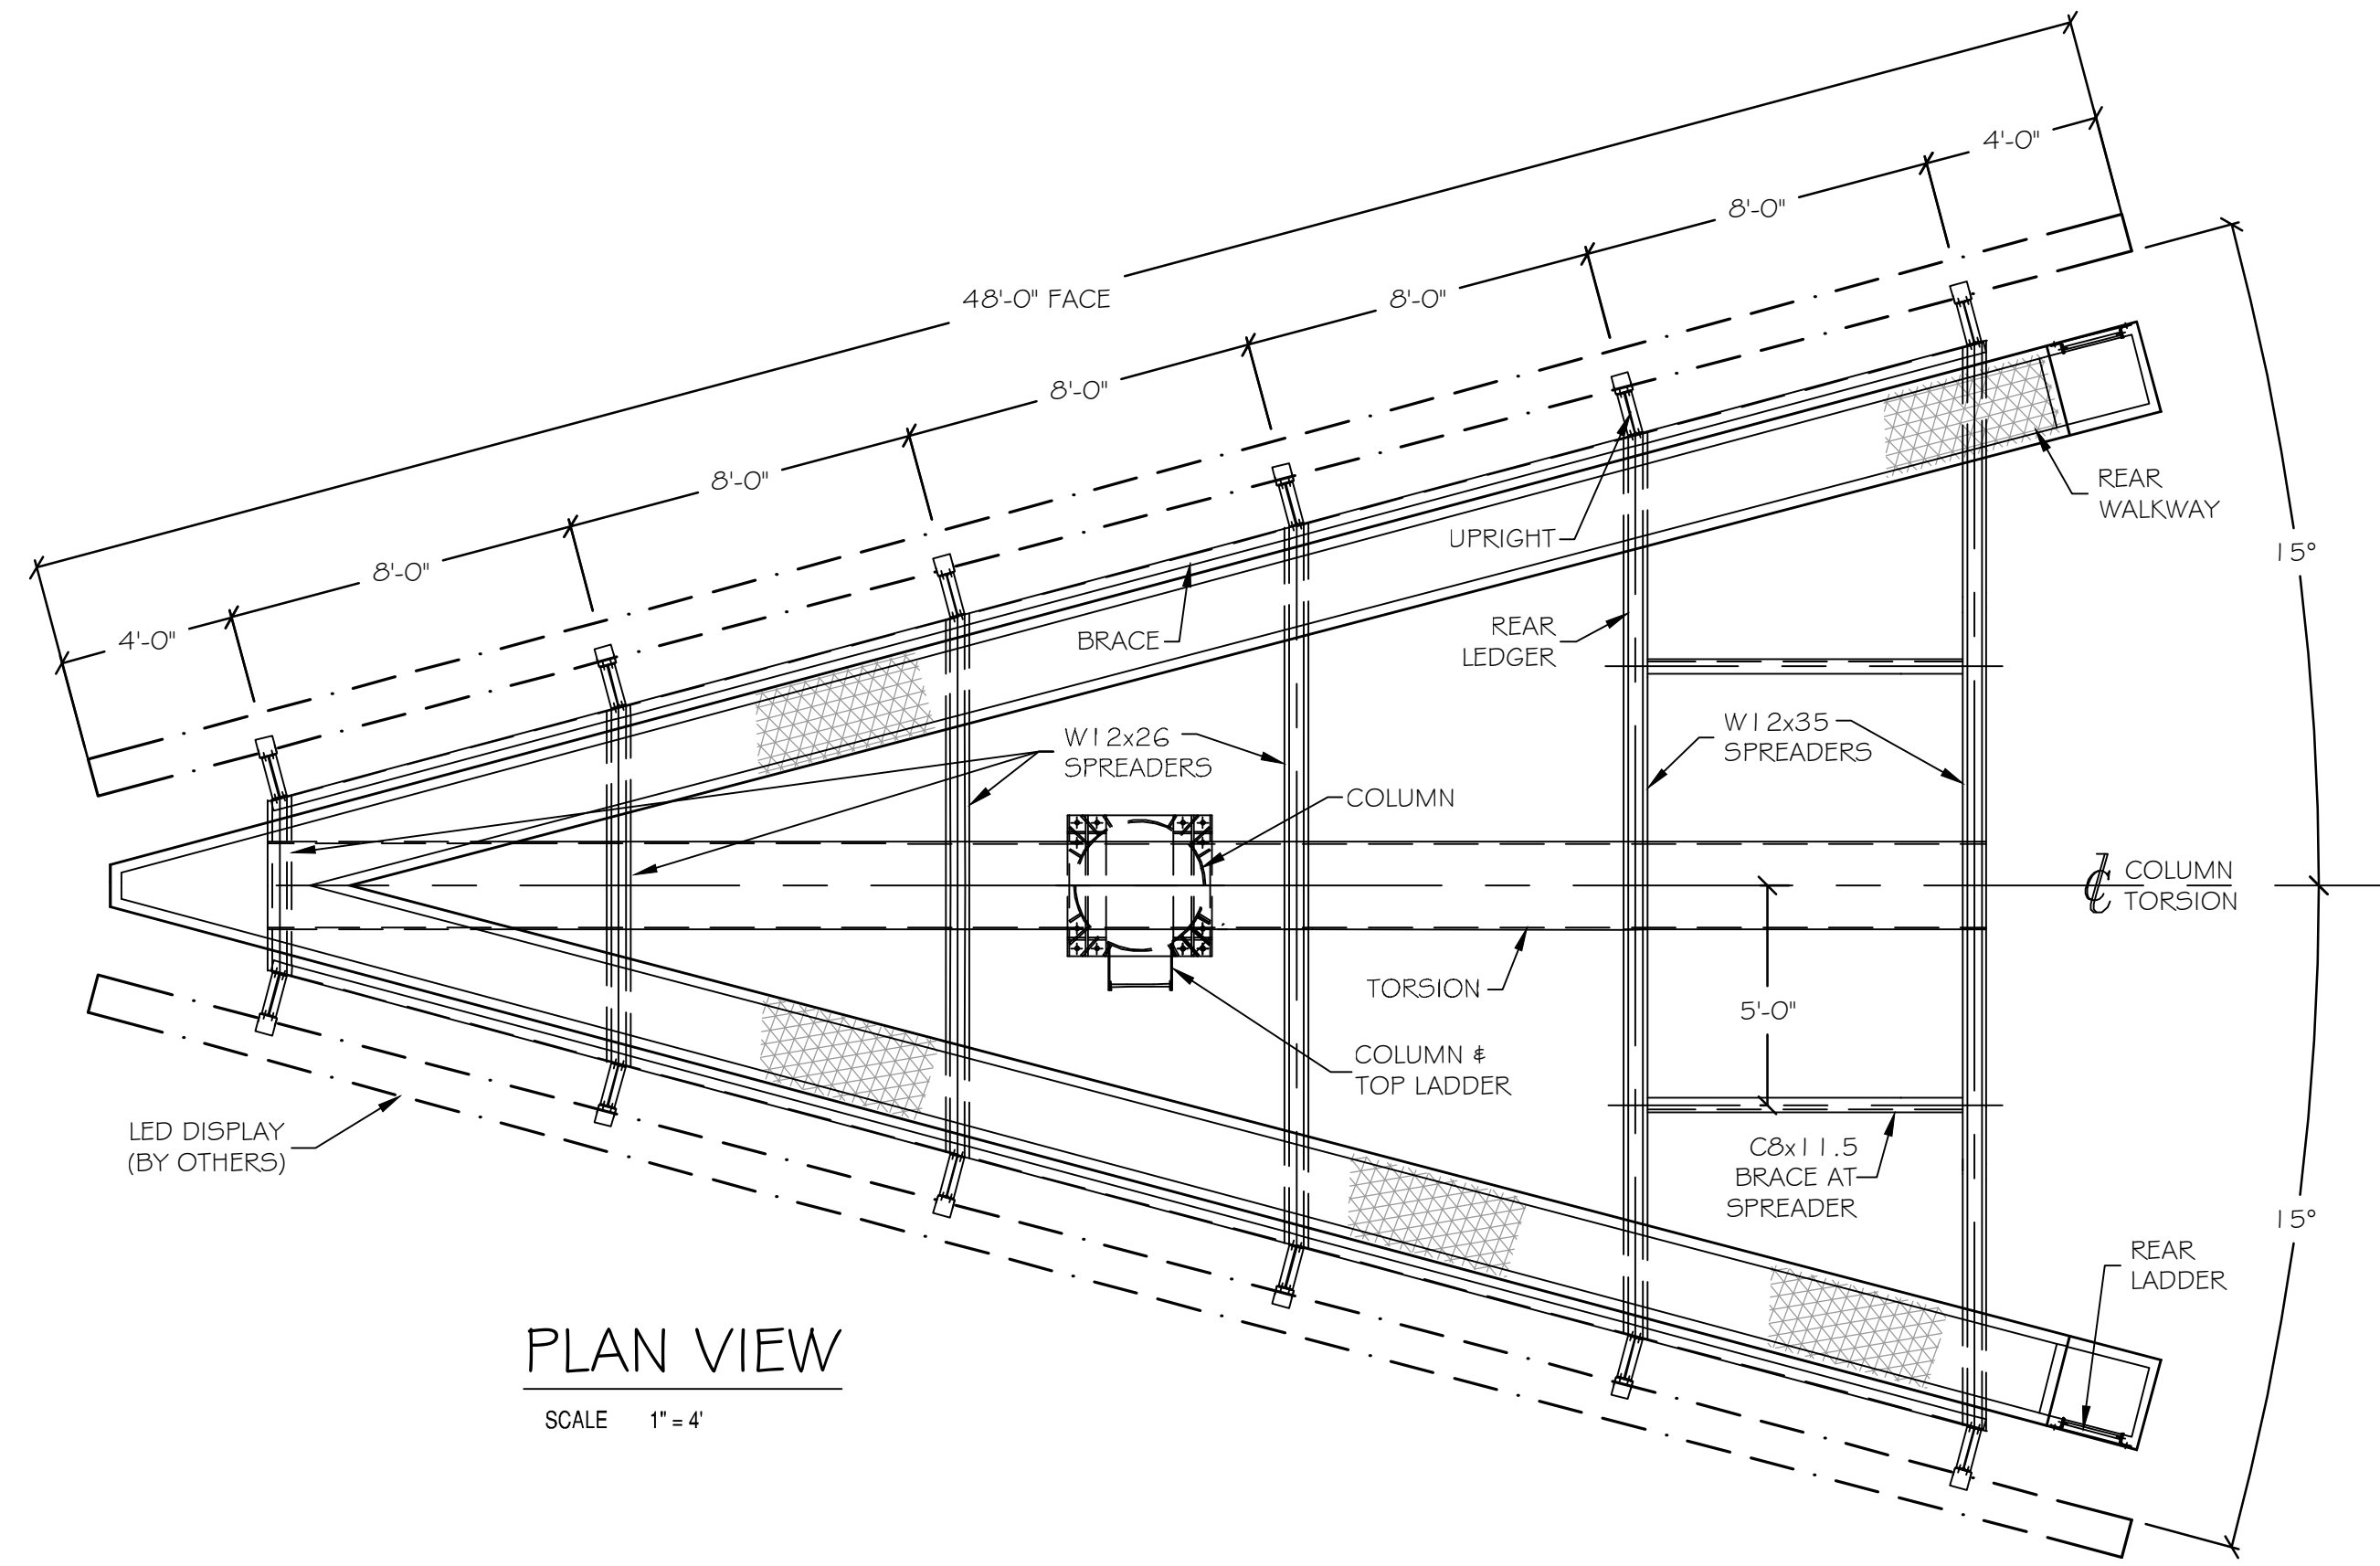 4'-0"
8'-0"
8'-0"
48'-0" FACE
8'-0"
8'-0"
8'-0"
4'-0"
REAR
WALKWAY
15°
UPRIGHT
BRACE
REAR
LEDGER
W12x26
SPREADERS
W12x35
SPREADERS
COLUMN
℄ COLUMN
TORSION
TORSION
5'-0"
COLUMN &
TOP LADDER
LED DISPLAY
(BY OTHERS)
C8x11.5
BRACE AT
SPREADER
15°
REAR
LADDER
PLAN VIEW
SCALE 1" = 4'